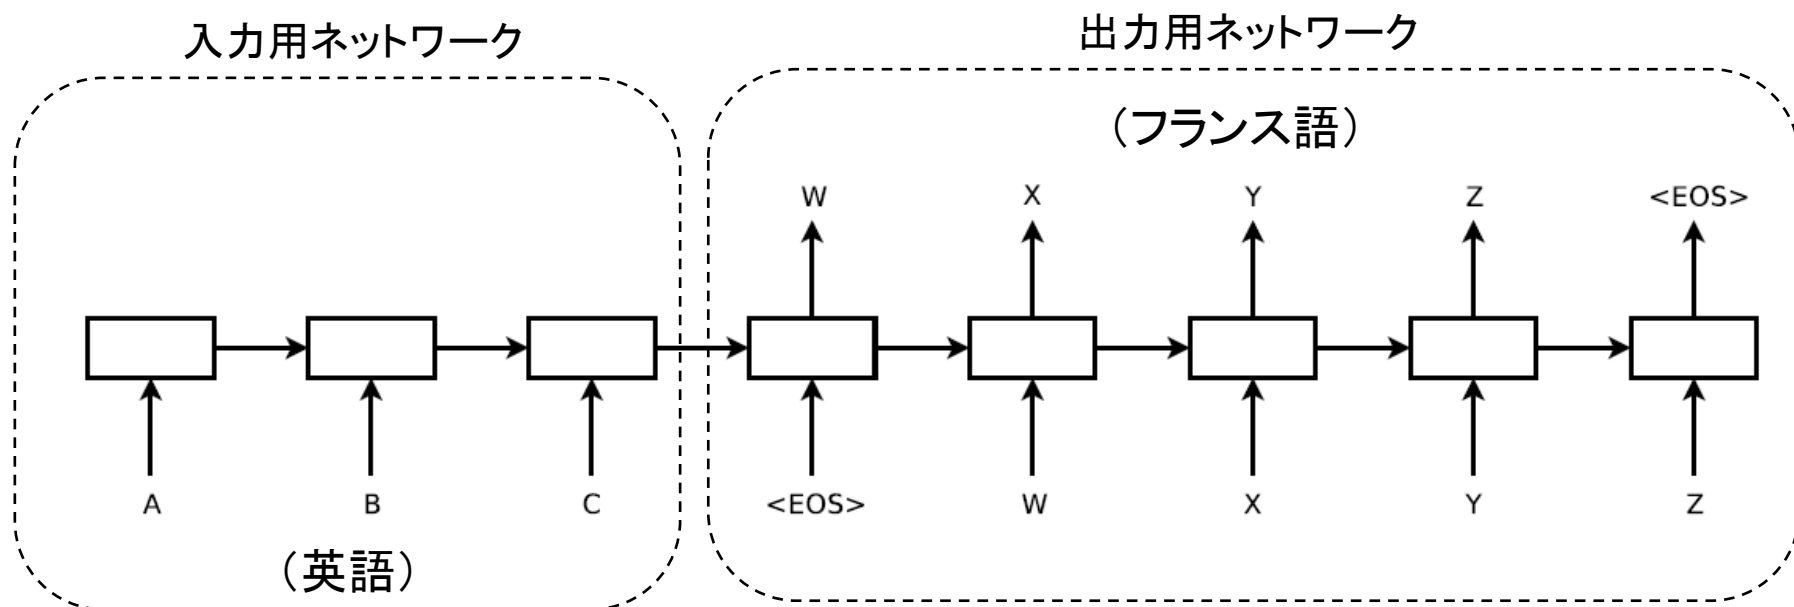 入力用ネットワーク
出力用ネットワーク
（フランス語）
W X Y Z <EOS>
A B C <EOS> W X Y Z
（英語）